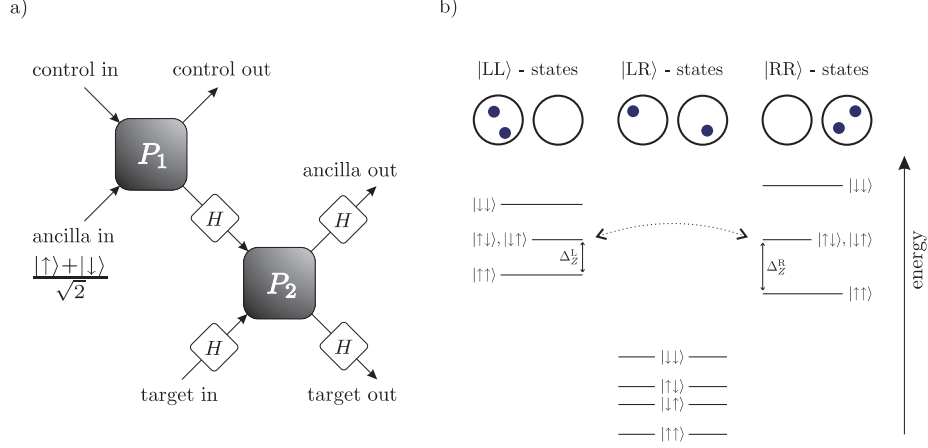 a)
control in
control out
P₁
ancilla in
|↑⟩+|↓⟩
√2
H
H
ancilla out
P₂
H
H
target in
target out
b)
|LL⟩ - states
|LR⟩ - states
|RR⟩ - states
|↓↓⟩
|↑↓⟩,|↓↑⟩
Δ_Z^L
|↑↑⟩
|↓↓⟩
|↑↓⟩
|↓↑⟩
|↑↑⟩
|↓↓⟩
|↑↓⟩,|↓↑⟩
Δ_Z^R
|↑↑⟩
energy